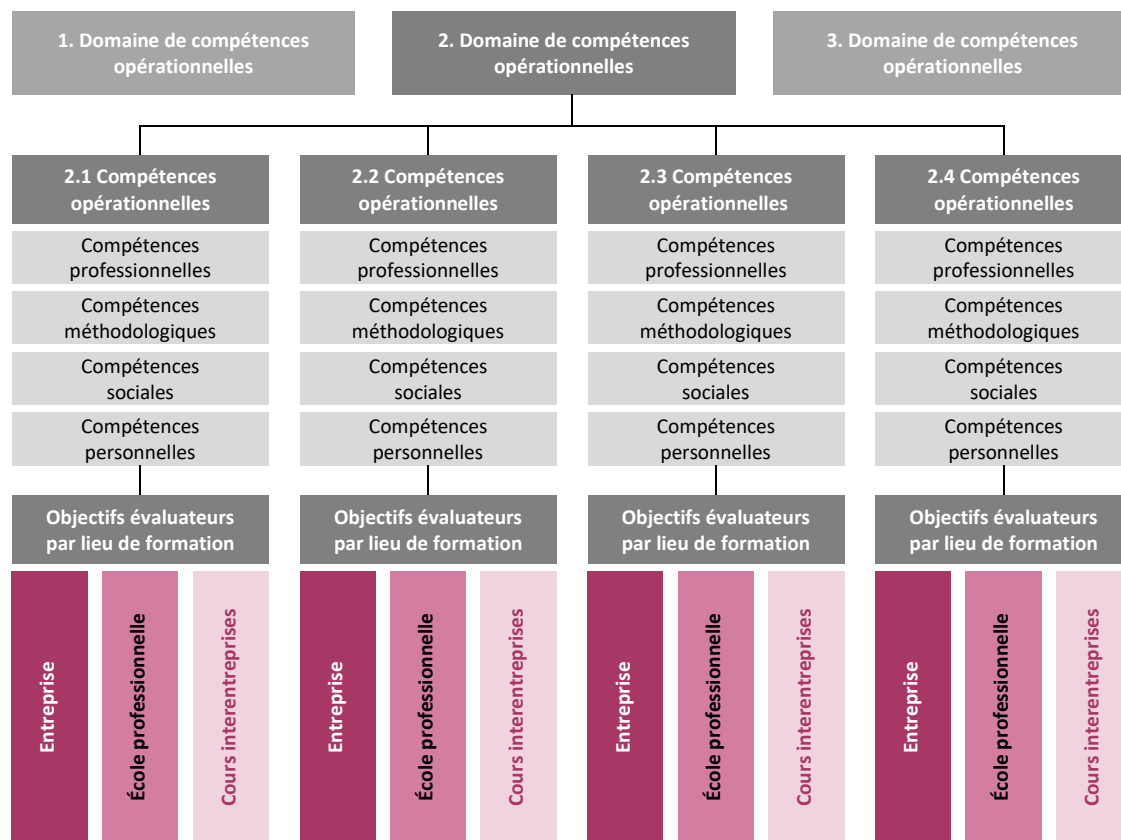 1. Domaine de compétences
opérationnelles
2. Domaine de compétences
opérationnelles
3. Domaine de compétences
opérationnelles
2.1 Compétences
opérationnelles
2.2 Compétences
opérationnelles
2.3 Compétences
opérationnelles
2.4 Compétences
opérationnelles
Compétences
professionnelles
Compétences
professionnelles
Compétences
professionnelles
Compétences
professionnelles
Compétences
méthodologiques
Compétences
méthodologiques
Compétences
méthodologiques
Compétences
méthodologiques
Compétences
sociales
Compétences
sociales
Compétences
sociales
Compétences
sociales
Compétences
personnelles
Compétences
personnelles
Compétences
personnelles
Compétences
personnelles
Objectifs évaluateurs
par lieu de formation
Objectifs évaluateurs
par lieu de formation
Objectifs évaluateurs
par lieu de formation
Objectifs évaluateurs
par lieu de formation
Entreprise
École professionnelle
Cours interentreprises
Entreprise
École professionnelle
Cours interentreprises
Entreprise
École professionnelle
Cours interentreprises
Entreprise
École professionnelle
Cours interentreprises